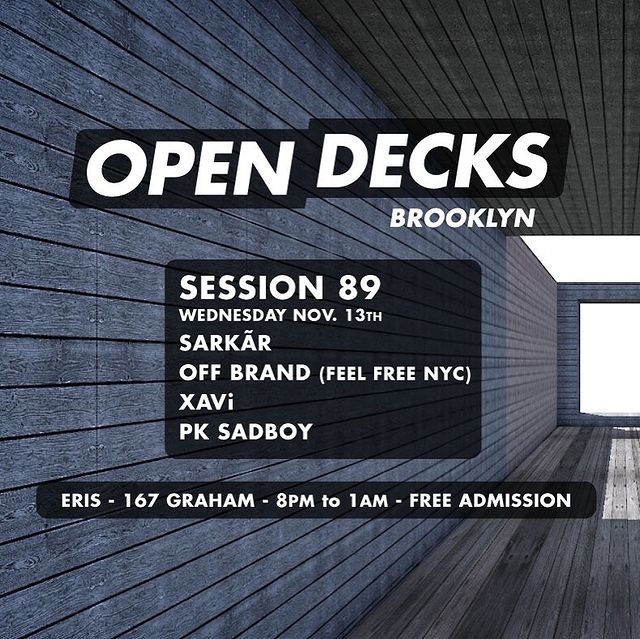 OPEN DECKS
BROOKLYN
SESSION 89
WEDNESDAY NOV. 13TH
SARKÃR
OFF BRAND (FEEL FREE NYC)
XAVi
PK SADBOY
ERIS - 167 GRAHAM - 8PM to 1AM - FREE ADMISSION